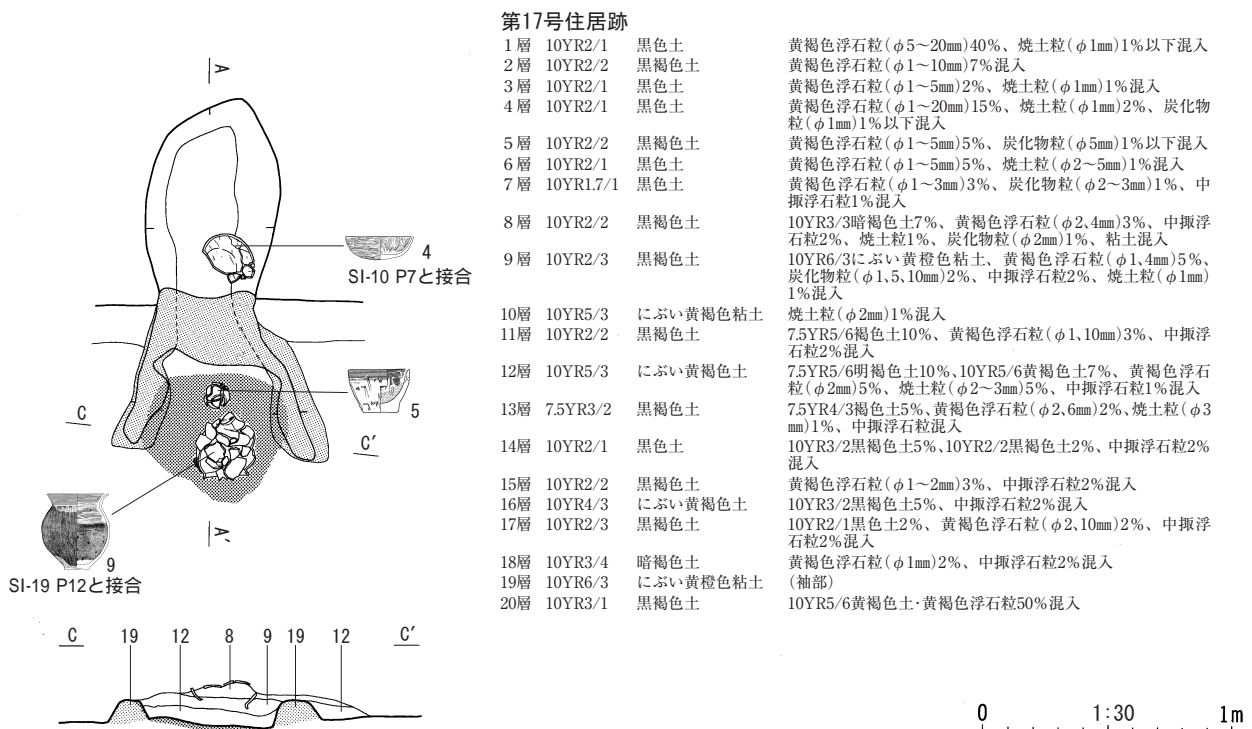 第17号住居跡
1層 10YR2/1 黒色土 黄褐色浮石粒(φ5~20㎜)40%、焼土粒(φ1㎜)1%以下混入
2層 10YR2/2 黒褐色土 黄褐色浮石粒(φ1~10㎜)7%混入
3層 10YR2/1 黒色土 黄褐色浮石粒(φ1~5㎜)2%、焼土粒(φ1㎜)1%混入
4層 10YR2/1 黒色土 黄褐色浮石粒(φ1~20㎜)15%、焼土粒(φ1㎜)2%、炭化物
粒(φ1㎜)1%以下混入
5層 10YR2/2 黒褐色土 黄褐色浮石粒(φ1~5㎜)5%、炭化物粒(φ5㎜)1%以下混入
6層 10YR2/1 黒色土 黄褐色浮石粒(φ1~5㎜)5%、焼土粒(φ2~5㎜)1%混入
7層 10YR1.7/1 黒色土 黄褐色浮石粒(φ1~3㎜)3%、炭化物粒(φ2~3㎜)1%、中
掫浮石粒1%混入
8層 10YR2/2 黒褐色土 10YR3/3暗褐色土7%、黄褐色浮石粒(φ2,4㎜)3%、中掫浮
石粒2%、焼土粒1%、炭化物粒(φ2㎜)1%、粘土混入
9層 10YR2/3 黒褐色土 10YR6/3にぶい黄橙色粘土、黄褐色浮石粒(φ1,4㎜)5%、
炭化物粒(φ1,5,10㎜)2%、中掫浮石粒2%、焼土粒(φ1㎜)
1%混入
10層 10YR5/3 にぶい黄褐色粘土 焼土粒(φ2㎜)1%混入
11層 10YR2/2 黒褐色土 7.5YR5/6褐色土10%、黄褐色浮石粒(φ1,10㎜)3%、中掫浮
石粒2%混入
12層 10YR5/3 にぶい黄褐色土 7.5YR5/6明褐色土10%、10YR5/6黄褐色土7%、黄褐色浮石
粒(φ2㎜)5%、焼土粒(φ2~3㎜)5%、中掫浮石粒1%混入
13層 7.5YR3/2 黒褐色土 7.5YR4/3褐色土5%、黄褐色浮石粒(φ2,6㎜)2%、焼土粒(φ3
㎜)1%、中掫浮石粒混入
14層 10YR2/1 黒色土 10YR3/2黒褐色土5%、10YR2/2黒褐色土2%、中掫浮石粒2%
混入
15層 10YR2/2 黒褐色土 黄褐色浮石粒(φ1~2㎜)3%、中掫浮石粒2%混入
16層 10YR4/3 にぶい黄褐色土 10YR3/2黒褐色土5%、中掫浮石粒2%混入
17層 10YR2/3 黒褐色土 10YR2/1黒色土2%、黄褐色浮石粒(φ2,10㎜)2%、中掫浮
石粒2%混入
18層 10YR3/4 暗褐色土 黄褐色浮石粒(φ1㎜)2%、中掫浮石粒2%混入
19層 10YR6/3 にぶい黄橙色粘土 (袖部)
20層 10YR3/1 黒褐色土 10YR5/6黄褐色土・黄褐色浮石粒50%混入
A
4
SI-10 P7と接合
5
C
C′
A′
9
SI-19 P12と接合
C 19 12 8 9 19 12 C′
0 1:30 1m